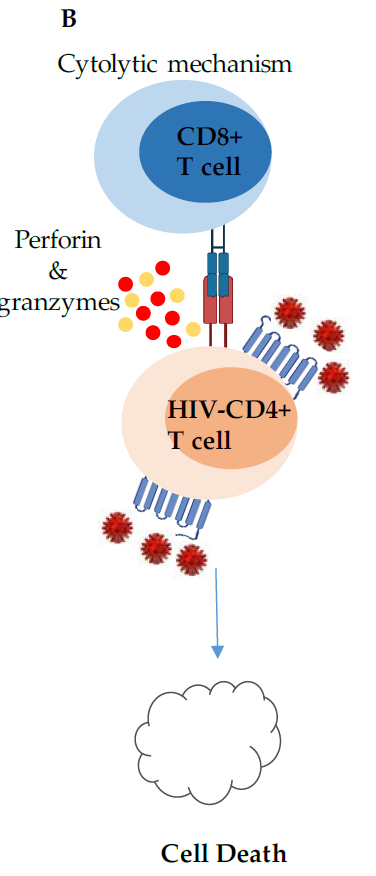 B
Cytolytic mechanism
CD8+
T cell
Perforin
&
granzymes
HIV-CD4+
T cell
Cell Death